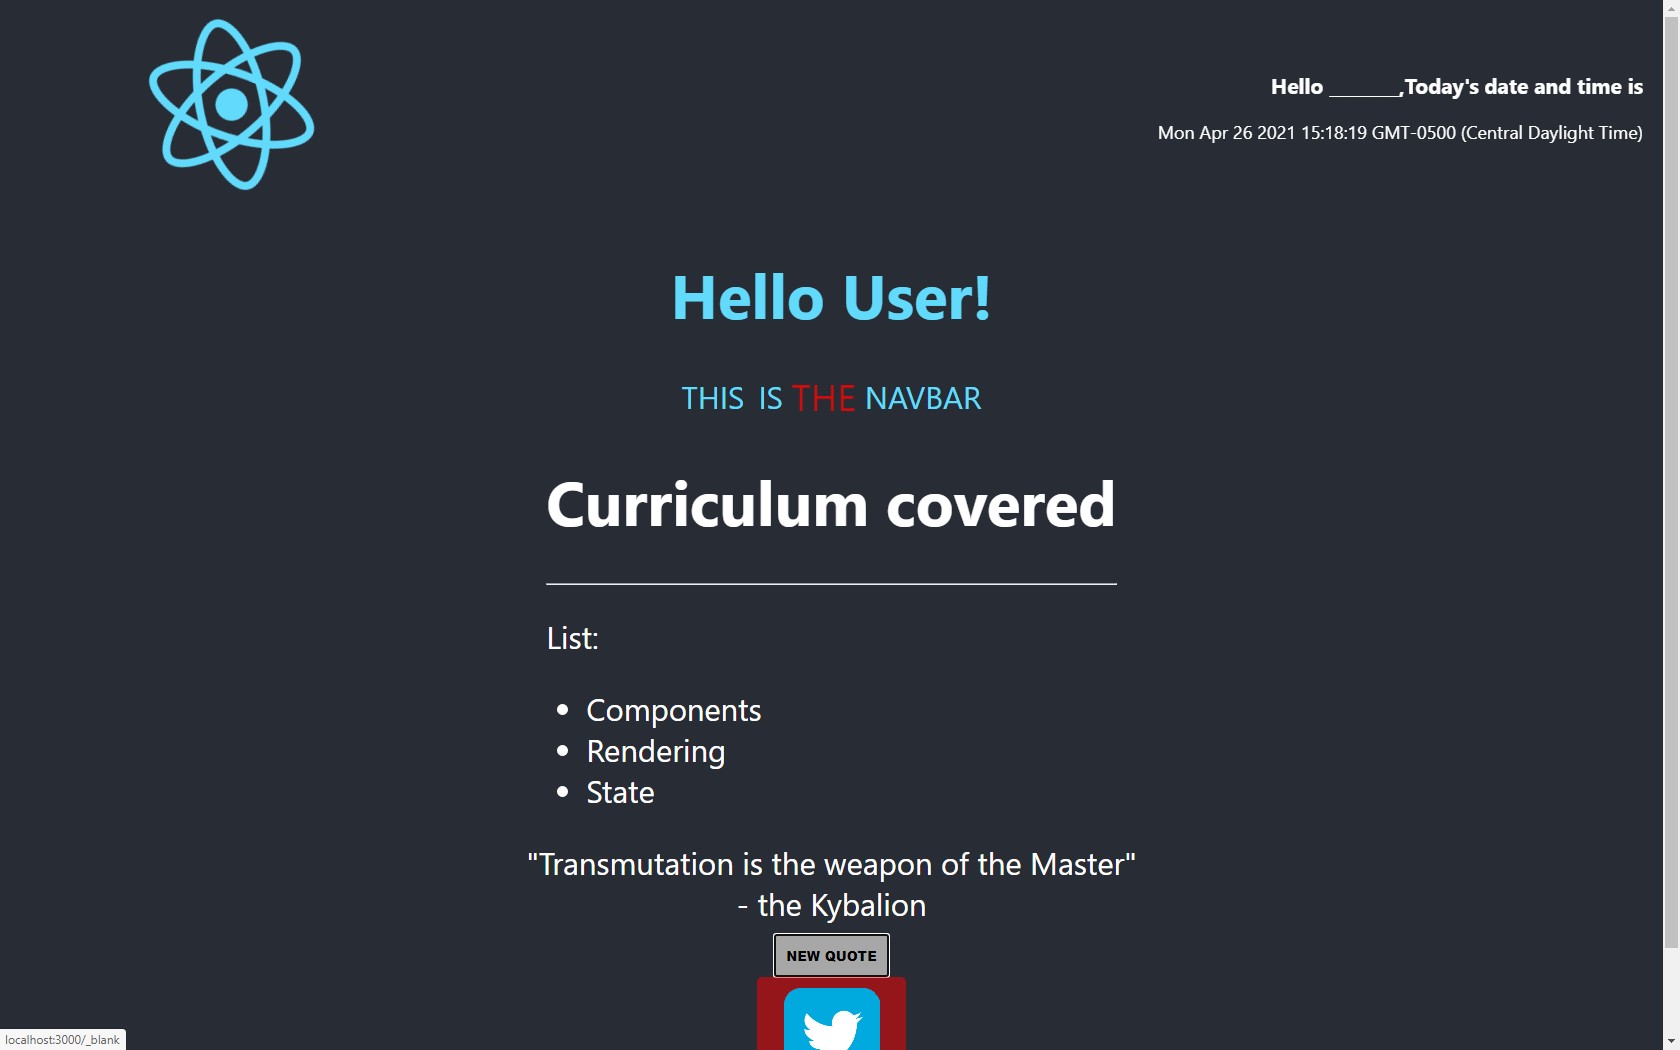 Hello ________,Today's date and time is
Mon Apr 26 2021 15:18:19 GMT-0500 (Central Daylight Time)
Hello User!
THIS IS THE NAVBAR
Curriculum covered
List:
Components
Rendering
State
"Transmutation is the weapon of the Master"
- the Kybalion
NEW QUOTE
localhost:3000/_blank